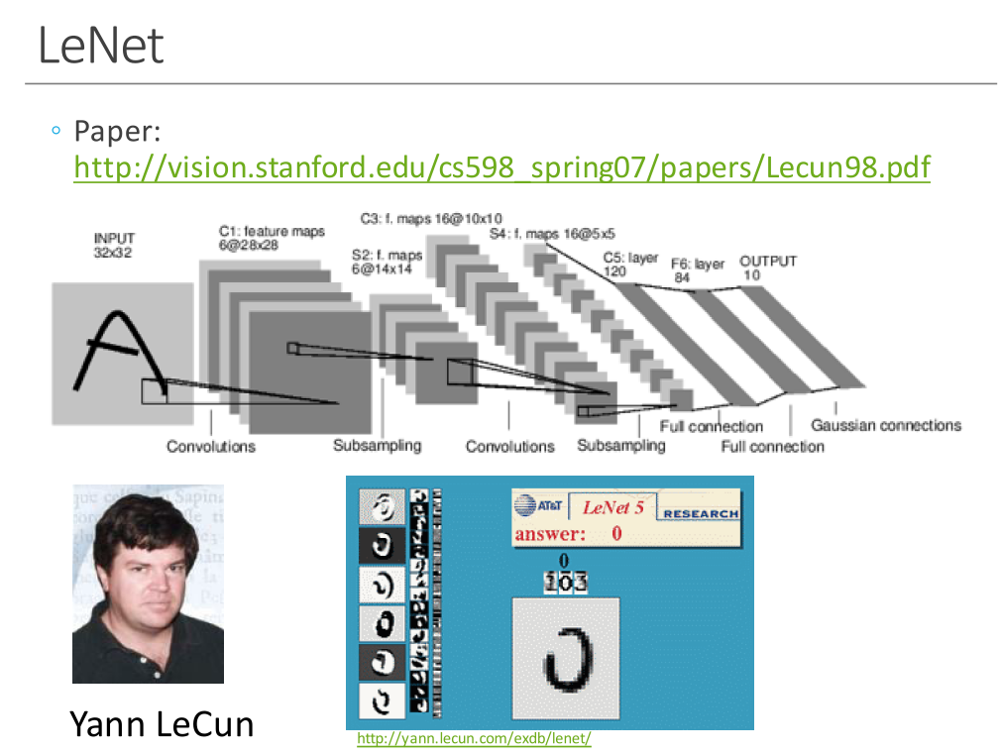 LeNet
◦ Paper:
http://vision.stanford.edu/cs598_spring07/papers/Lecun98.pdf
INPUT
32x32
C1: feature maps
6@28x28
S2: f. maps
6@14x14
C3: f. maps 16@10x10
S4: f. maps 16@5x5
C5: layer
120
F6: layer
84
OUTPUT
10
Convolutions
Subsampling
Convolutions
Subsampling
Full connection
Full connection
Gaussian connections
AT&T LeNet 5 RESEARCH
answer: 0
0
103
Yann LeCun
http://yann.lecun.com/exdb/lenet/